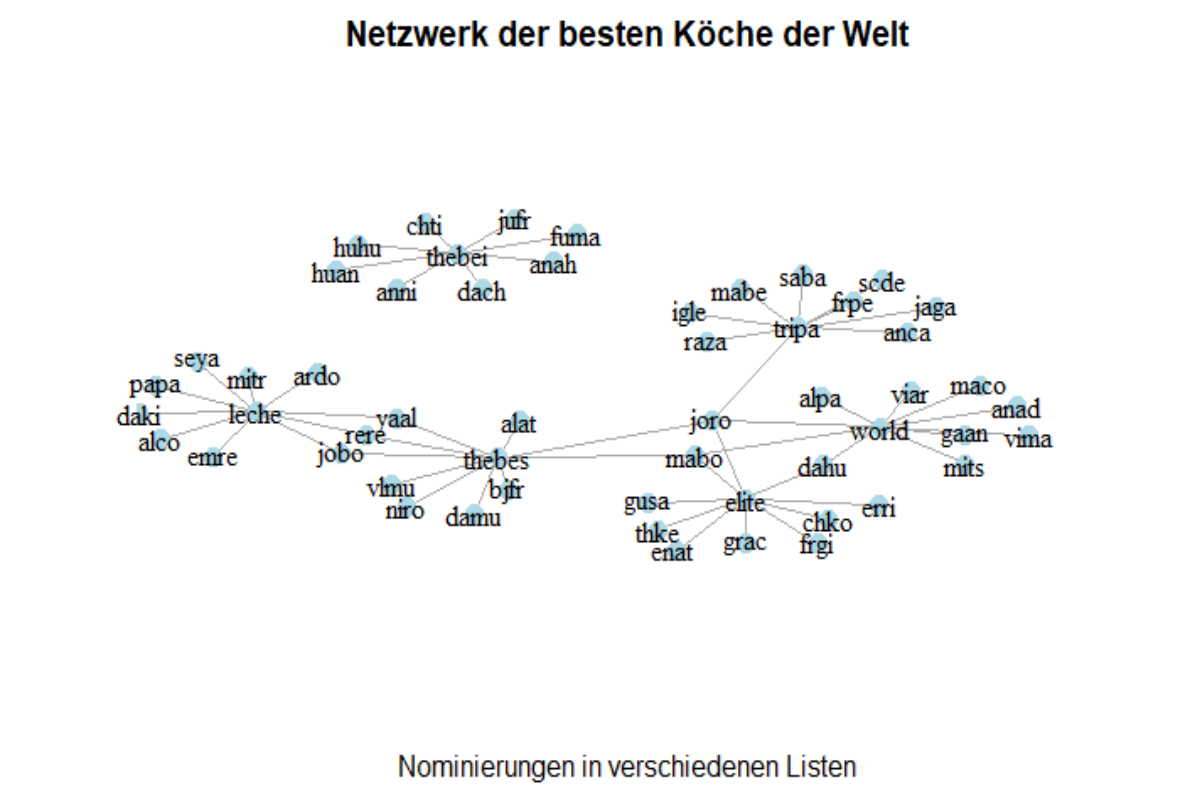 Netzwerk der besten Köche der Welt
chti
jufr
fuma
huhu
thebei
anah
huan
anni
dach
saba
scde
mabe
frpe
jaga
igle
tripa
anca
raza
seya
mitr
ardo
papa
daki
leche
alco
emre
yaal
rere
jobo
alat
thebes
vlmu
bjfr
niro
damu
joro
mabo
alpa
viar
maco
anad
world
gaan
vima
dahu
mits
gusa
elite
erri
thke
chko
enat
grac
frgi
Nominierungen in verschiedenen Listen